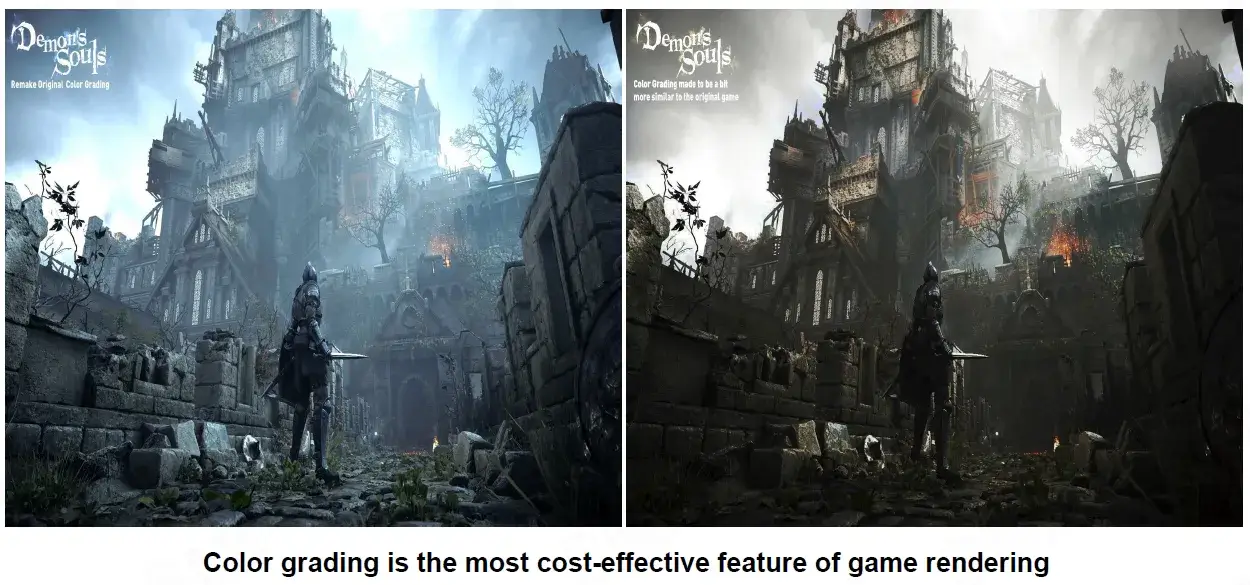 Demon's
Souls
Remake Original Color Grading
Demon's
Souls
Color Grading made to be a bit
more similar to the original game
Color grading is the most cost-effective feature of game rendering